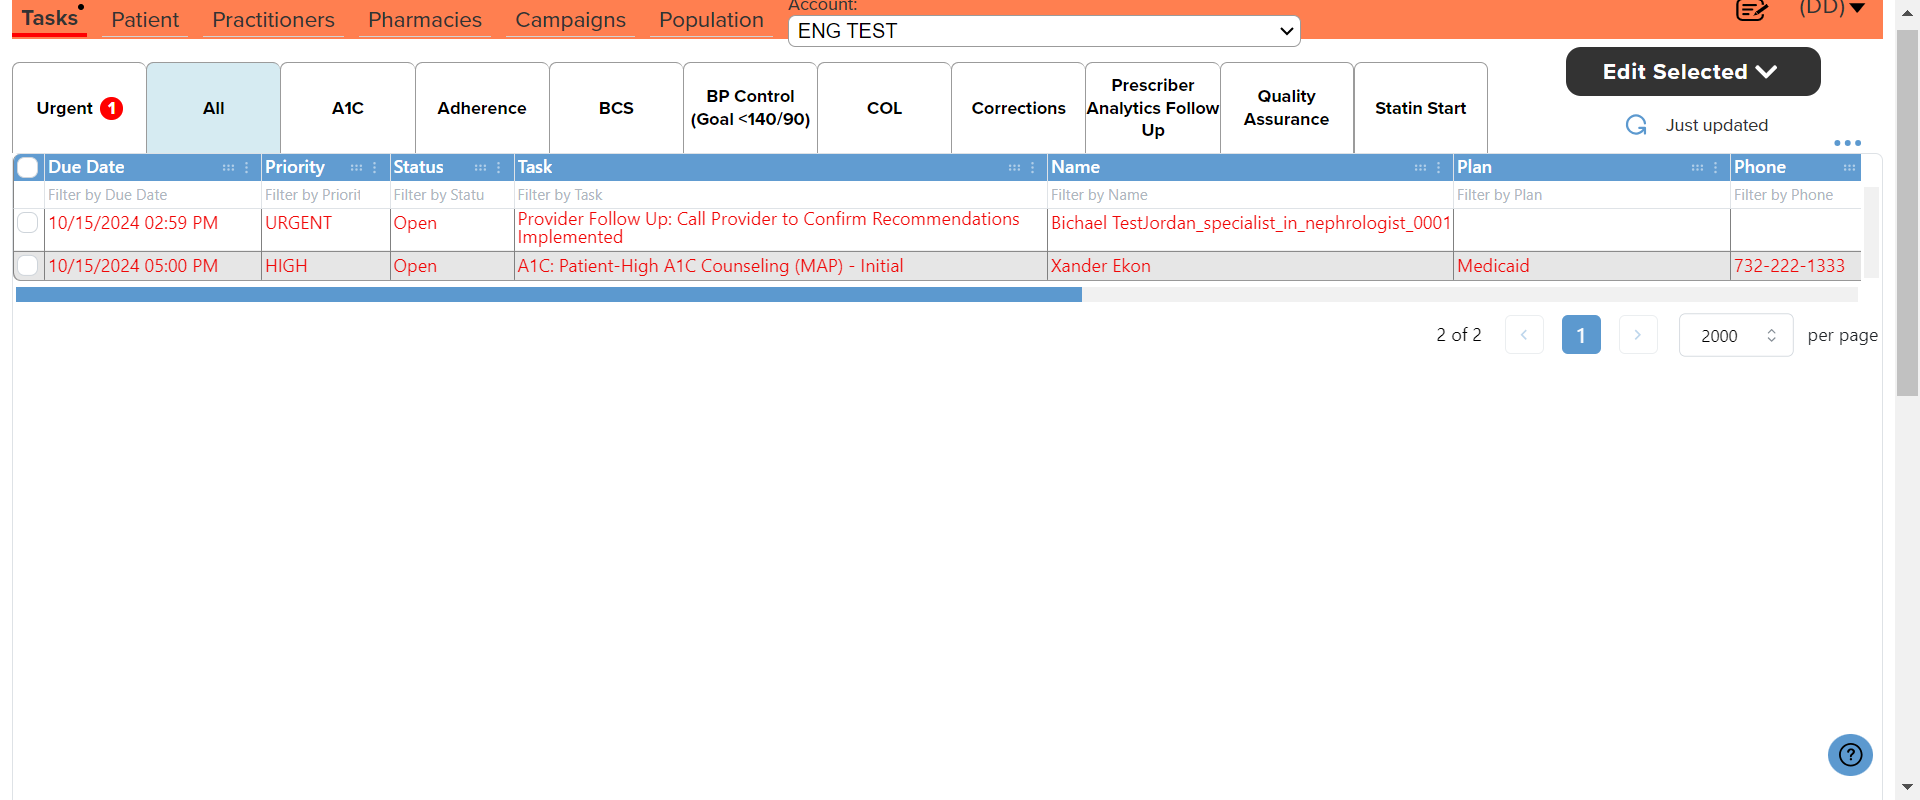 Tasks Patient Practitioners Pharmacies Campaigns Population Account: (DD)
ENG TEST
Edit Selected
Urgent 1 All A1C Adherence BCS BP Control (Goal <140/90) COL Corrections Prescriber Analytics Follow Up Quality Assurance Statin Start
Just updated
Due Date Priority Status Task Name Plan Phone
Filter by Due Date Filter by Priorit Filter by Statu Filter by Task Filter by Name Filter by Plan Filter by Phone
10/15/2024 02:59 PM URGENT Open Provider Follow Up: Call Provider to Confirm Recommendations Implemented Bichael TestJordan_specialist_in_nephrologist_0001
10/15/2024 05:00 PM HIGH Open A1C: Patient-High A1C Counseling (MAP) - Initial Xander Ekon Medicaid 732-222-1333
2 of 2 1 2000 per page
?